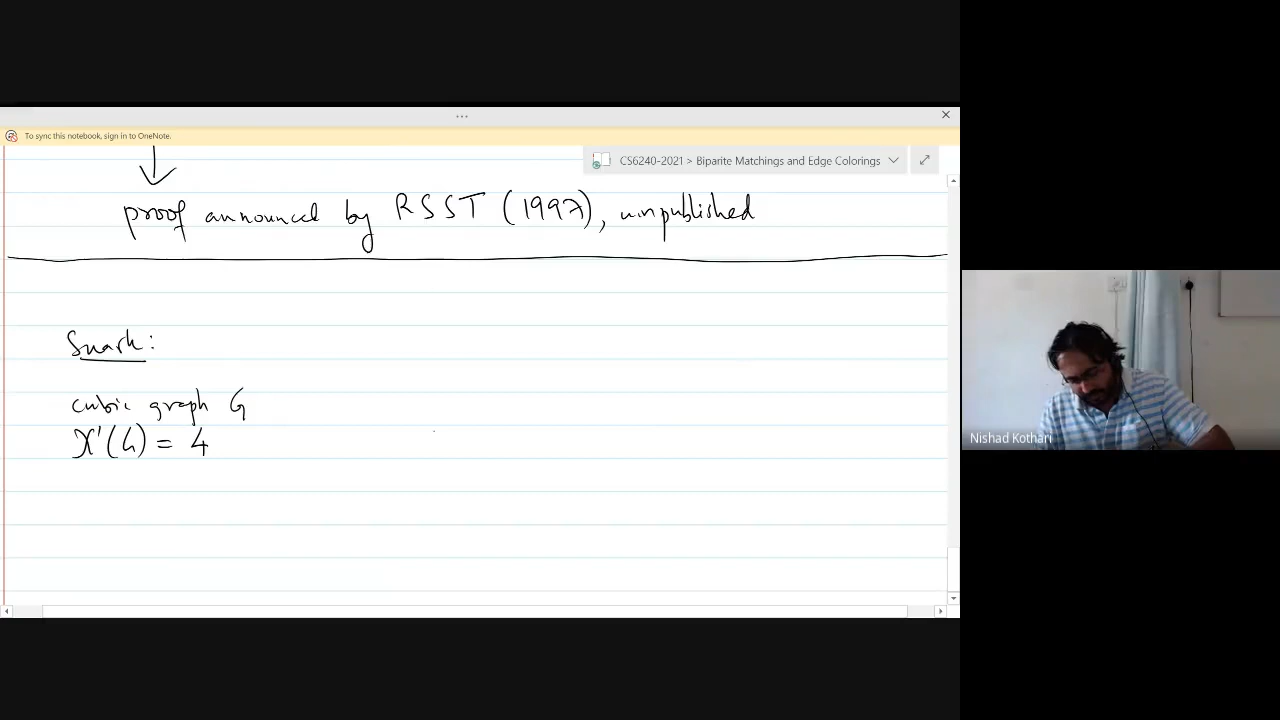 To sync this notebook, sign in to OneNote.
CS6240-2021 > Biparite Matchings and Edge Colorings
proof announced by RSST (1997), unpublished
Snark:
cubic graph G
χ'(G) = 4
Nishad Kothari